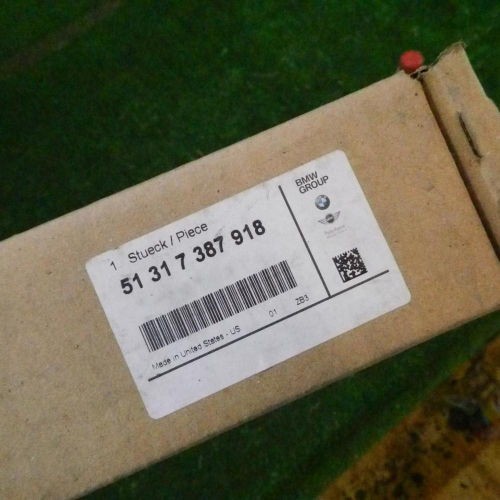 BMW
GROUP
1 Stueck / Piece
51 31 7 387 918
Made in United States - US 01 ZB3